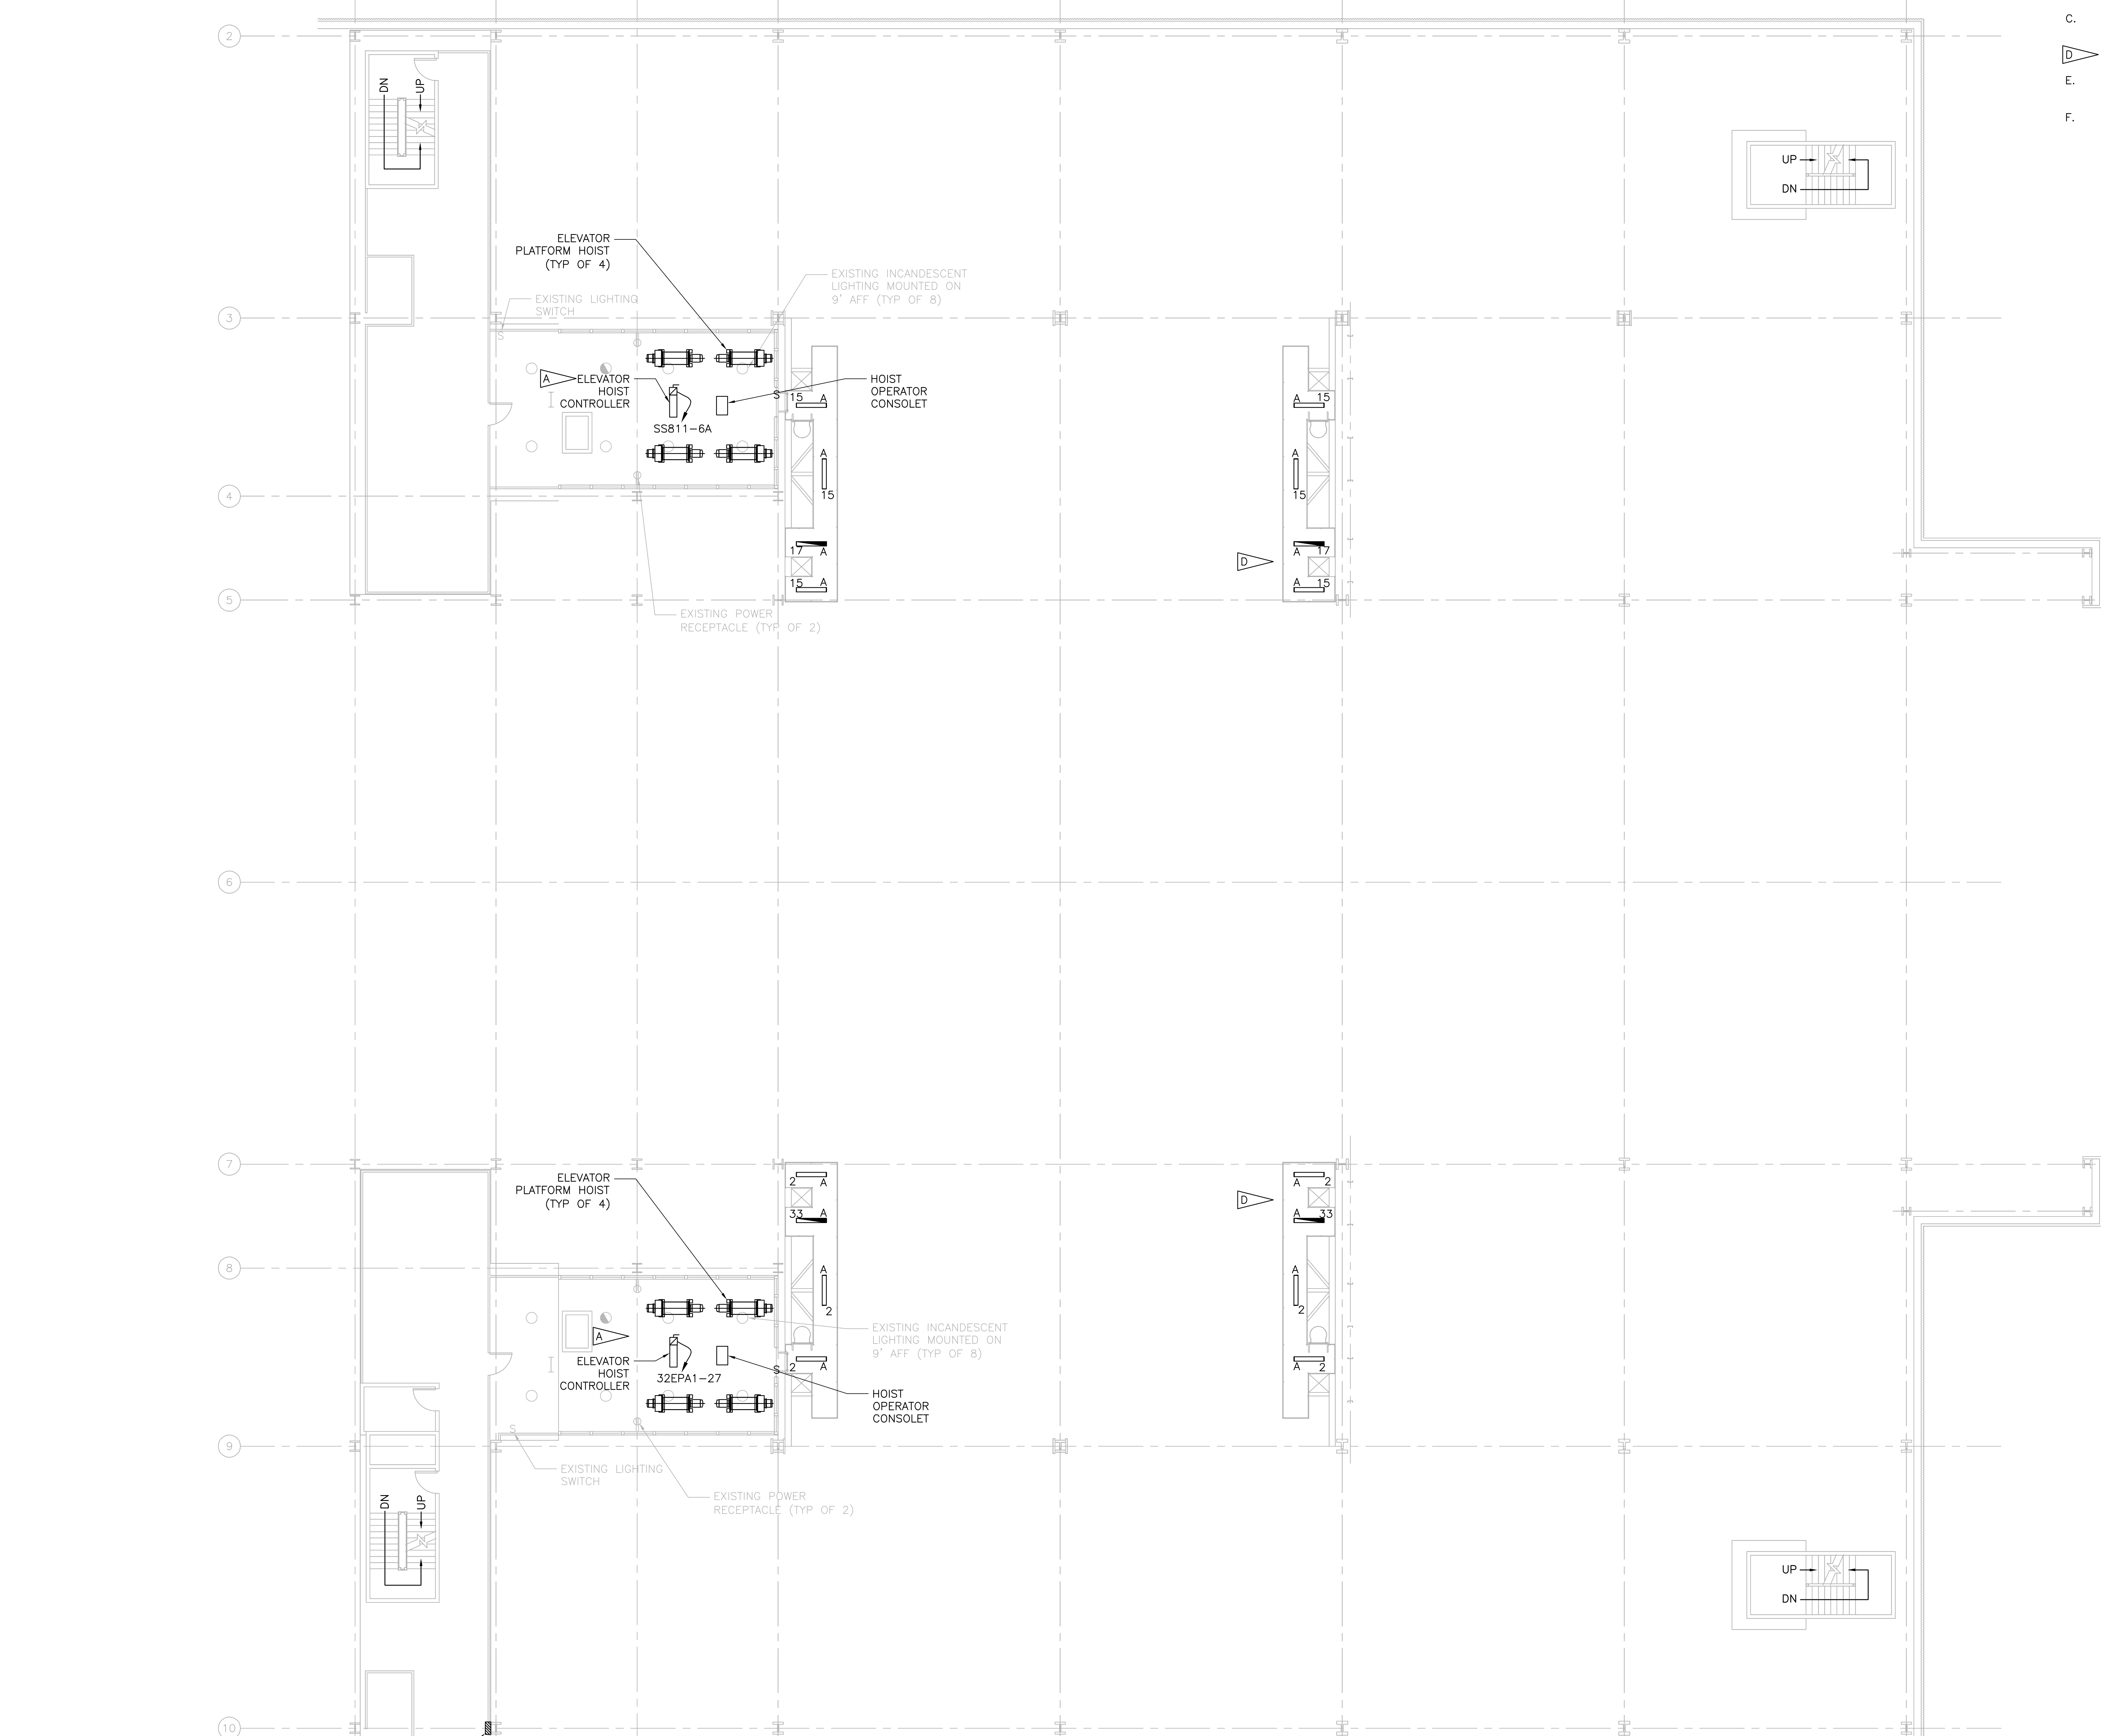 C.
2
D
E.
F.
DN
UP
UP
DN
ELEVATOR
PLATFORM HOIST
(TYP OF 4)
EXISTING INCANDESCENT
LIGHTING MOUNTED ON
9' AFF (TYP OF 8)
EXISTING LIGHTING
SWITCH
3
S
A
ELEVATOR
HOIST
CONTROLLER
HOIST
OPERATOR
CONSOLET
S
15
A
A
15
SS811-6A
A
15
A
15
4
17
A
A
17
D
15
A
A
15
5
EXISTING POWER
RECEPTACLE (TYP OF 2)
6
7
ELEVATOR
PLATFORM HOIST
(TYP OF 4)
2
A
A
2
D
33
A
A
33
8
A
2
A
2
EXISTING INCANDESCENT
LIGHTING MOUNTED ON
9' AFF (TYP OF 8)
A
ELEVATOR
HOIST
CONTROLLER
S
2
A
A
2
32EPA1-27
HOIST
OPERATOR
CONSOLET
S
9
EXISTING LIGHTING
SWITCH
EXISTING POWER
RECEPTACLE (TYP OF 2)
DN
UP
UP
DN
10